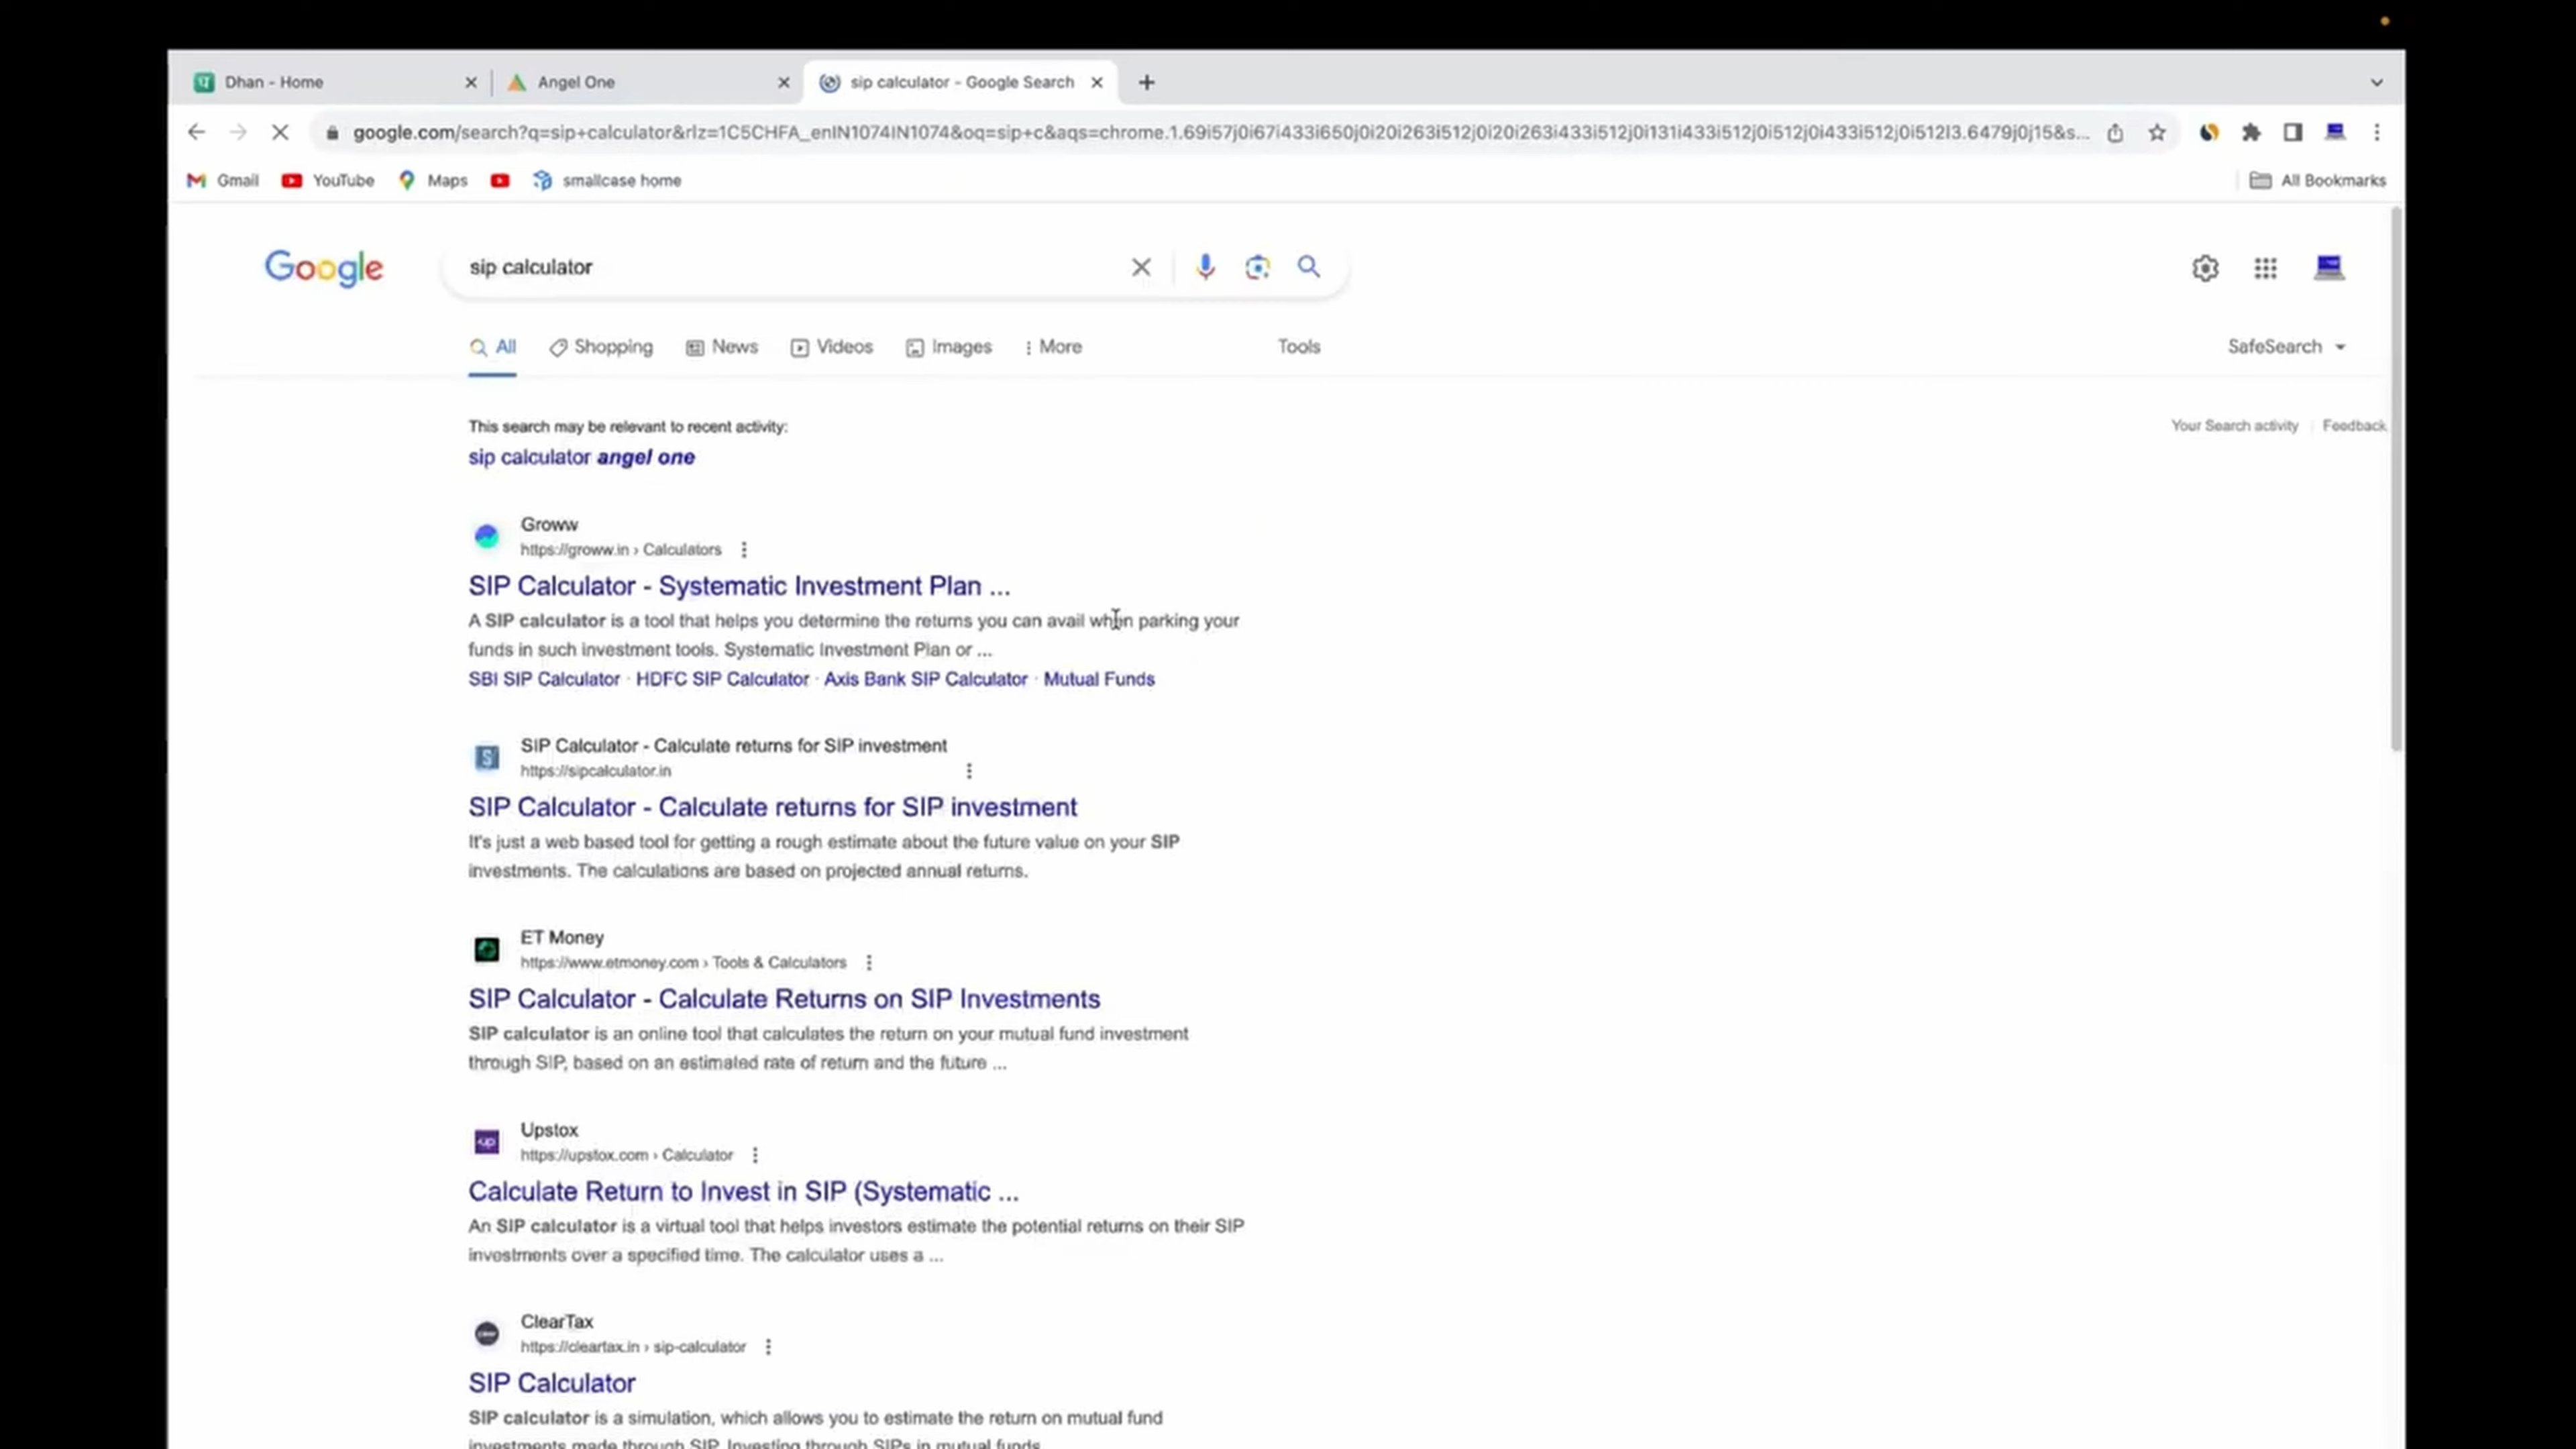 Dhan - Home
Angel One
sip calculator - Google Search
google.com/search?q=sip+calculator&rlz=1C5CHFA_enIN1074IN1074&oq=sip+c&aqs=chrome.1.69i57j0i67i433i650j0i20i263i512j0i20i263i433i512j0i131i433i512j0i512j0i433i512j0i512l3.6479j0j15&s...
Gmail
YouTube
Maps
smallcase home
All Bookmarks
Google
sip calculator
All
Shopping
News
Videos
Images
More
Tools
SafeSearch
This search may be relevant to recent activity:
Your Search activity
Feedback
sip calculator angel one
Groww
https://groww.in › Calculators
SIP Calculator - Systematic Investment Plan ...
A SIP calculator is a tool that helps you determine the returns you can avail when parking your
funds in such investment tools. Systematic Investment Plan or ...
SBI SIP Calculator · HDFC SIP Calculator · Axis Bank SIP Calculator · Mutual Funds
SIP Calculator - Calculate returns for SIP investment
https://sipcalculator.in
SIP Calculator - Calculate returns for SIP investment
It's just a web based tool for getting a rough estimate about the future value on your SIP
investments. The calculations are based on projected annual returns.
ET Money
https://www.etmoney.com › Tools & Calculators
SIP Calculator - Calculate Returns on SIP Investments
SIP calculator is an online tool that calculates the return on your mutual fund investment
through SIP, based on an estimated rate of return and the future ...
Upstox
https://upstox.com › Calculator
Calculate Return to Invest in SIP (Systematic ...
An SIP calculator is a virtual tool that helps investors estimate the potential returns on their SIP
investments over a specified time. The calculator uses a ...
ClearTax
https://cleartax.in › sip-calculator
SIP Calculator
SIP calculator is a simulation, which allows you to estimate the return on mutual fund
investments made through SIP. Investing through SIPs in mutual funds